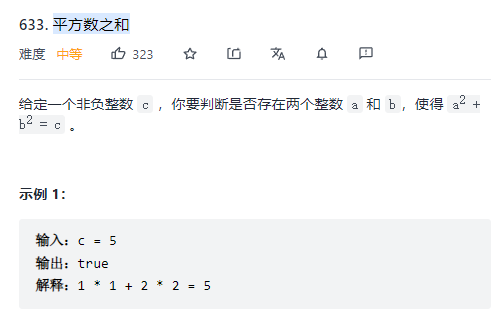 633. 平方数之和
难度 中等 323
给定一个非负整数 c ，你要判断是否存在两个整数 a 和 b，使得 a² +
b² = c 。
示例 1：
输入：c = 5
输出：true
解释：1 * 1 + 2 * 2 = 5